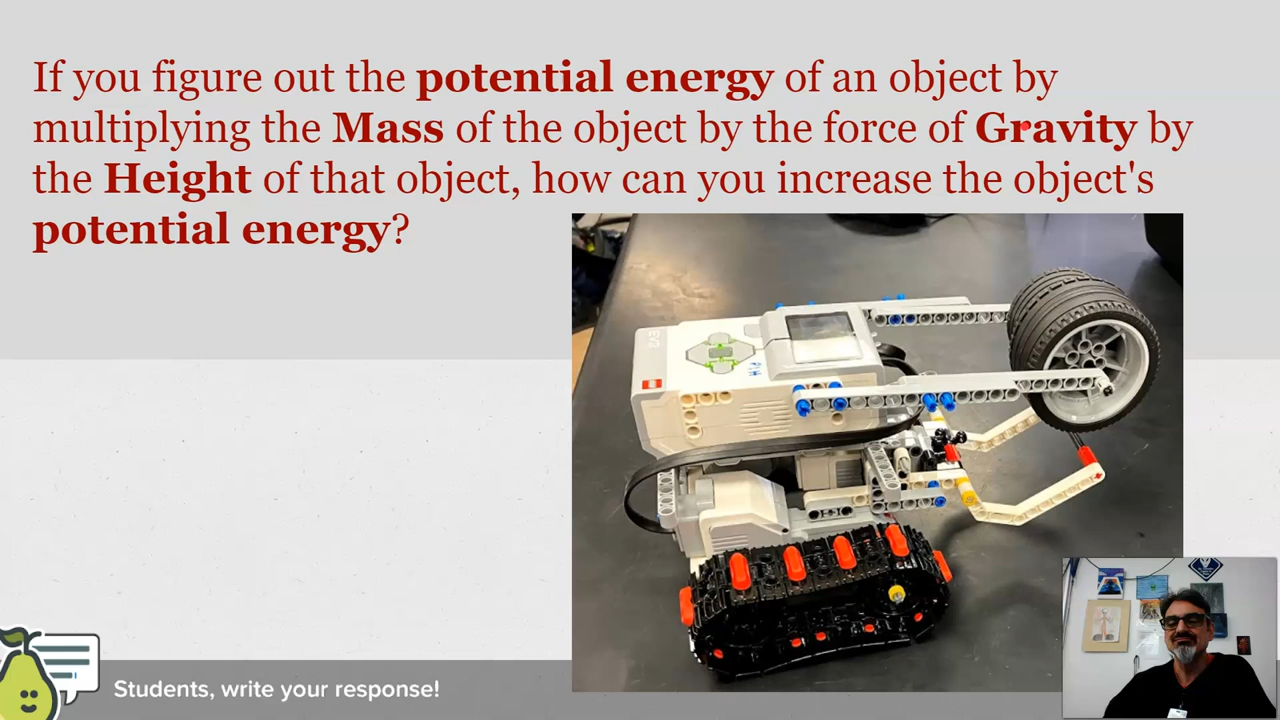 If you figure out the potential energy of an object by
multiplying the Mass of the object by the force of Gravity by
the Height of that object, how can you increase the object's
potential energy?
EV3
Students, write your response!